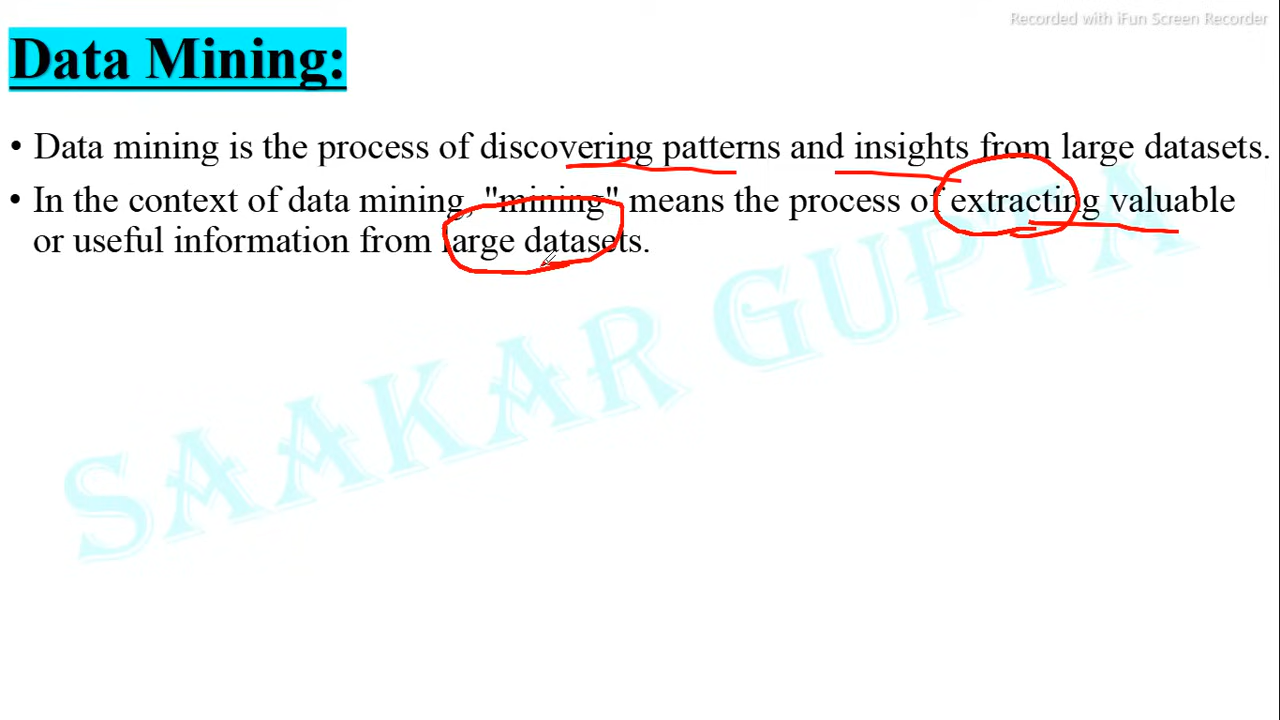 Recorded with iFun Screen Recorder
Data Mining:
• Data mining is the process of discovering patterns and insights from large datasets.
• In the context of data mining, "mining" means the process of extracting valuable
or useful information from large datasets.
SAAKAR GUPTA